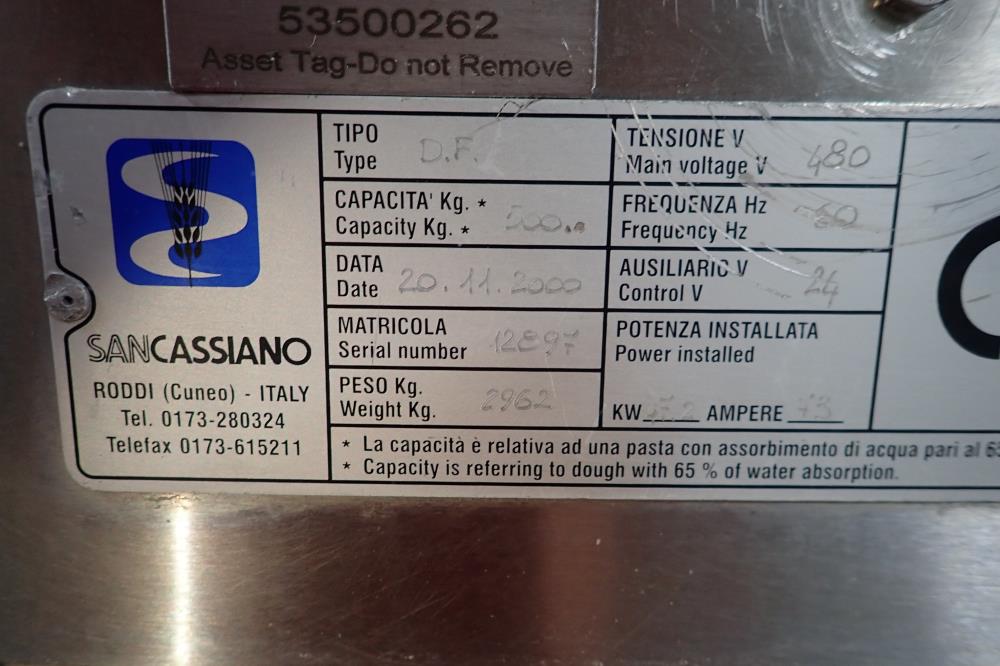 53500262
Asset Tag-Do not Remove
SANCASSIANO
RODDI (Cuneo) - ITALY
Tel. 0173-280324
Telefax 0173-615211
TIPO
Type D.F.
CAPACITA' Kg. *
Capacity Kg. * 500
DATA
Date 20.11.2000
MATRICOLA
Serial number 12897
PESO Kg.
Weight Kg. 2962
TENSIONE V
Main voltage V 480
FREQUENZA Hz
Frequency Hz 60
AUSILIARIO V
Control V 24
POTENZA INSTALLATA
Power installed
KW AMPERE 73
* La capacità è relativa ad una pasta con assorbimento di acqua pari al
* Capacity is referring to dough with 65 % of water absorption.